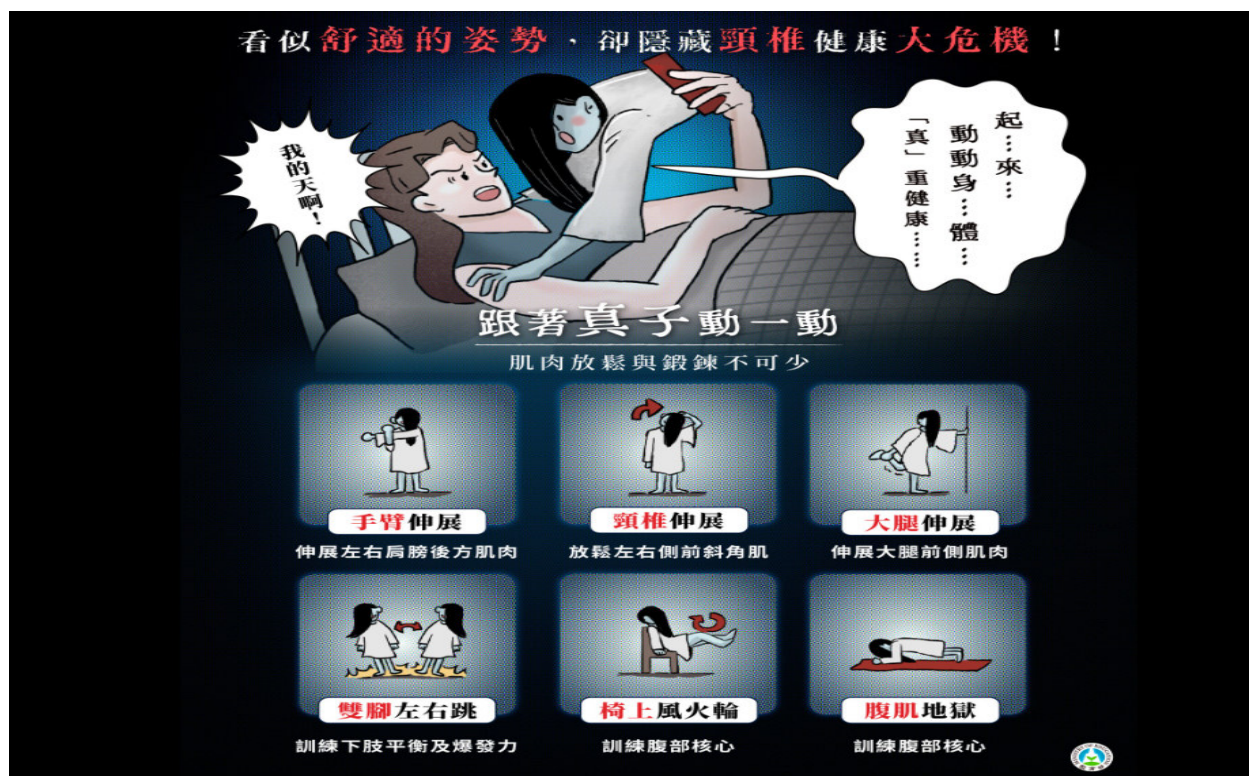 看似舒適的姿勢、卻隱藏頸椎健康大危機！
我的天啊！
起…來…
動動身…體…
「真」重健康……
跟著真子動一動
肌肉放鬆與鍛鍊不可少
手臂伸展
伸展左右肩膀後方肌肉
頸椎伸展
放鬆左右側前斜角肌
大腿伸展
伸展大腿前側肌肉
雙腳左右跳
訓練下肢平衡及爆發力
椅上風火輪
訓練腹部核心
腹肌地獄
訓練腹部核心